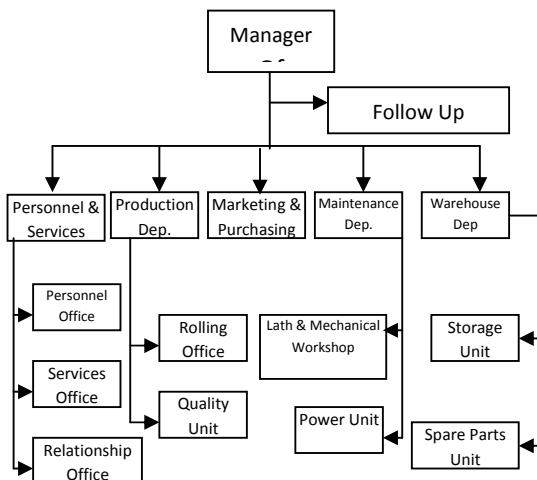 Manager
Follow Up
Personnel &
Services
Production
Dep.
Marketing &
Purchasing
Maintenance
Dep.
Warehouse
Dep
Personnel
Office
Services
Office
Relationship
Office
Rolling
Office
Quality
Unit
Lath & Mechanical
Workshop
Power Unit
Storage
Unit
Spare Parts
Unit